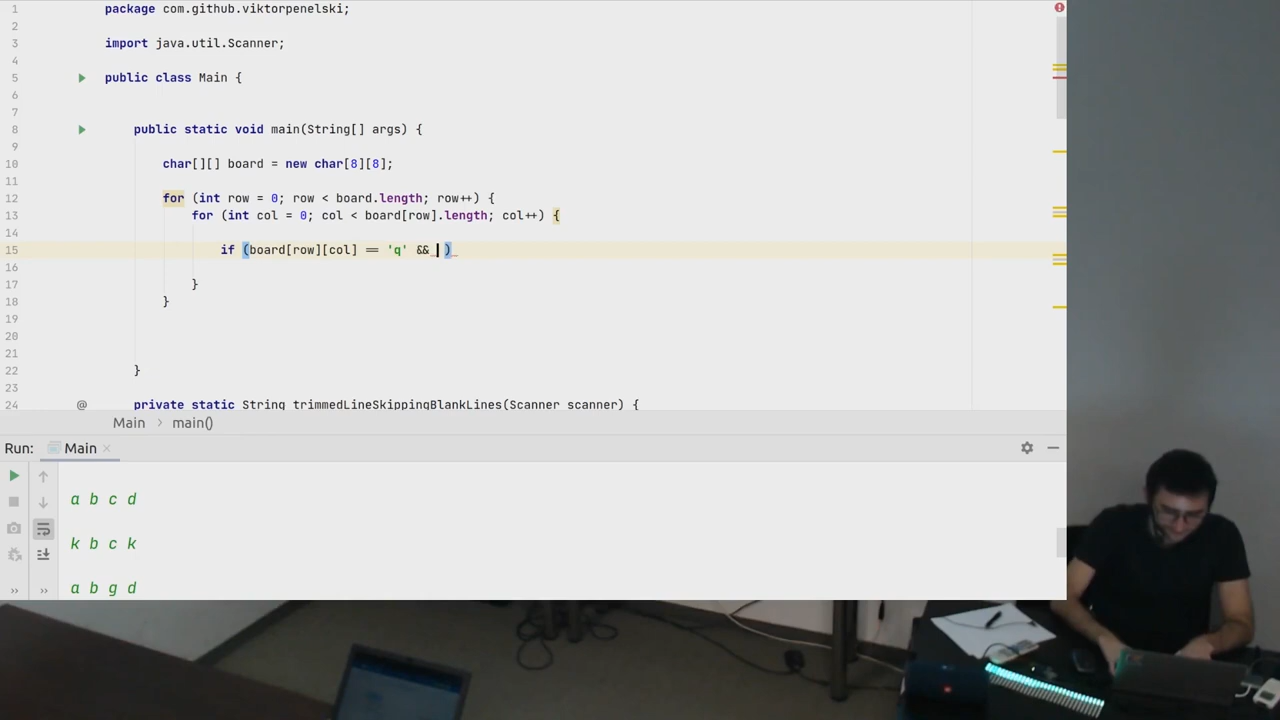 1 package com.github.viktorpenelski;
2
3 import java.util.Scanner;
4
5 public class Main {
6
7
8 public static void main(String[] args) {
9
10 char[][] board = new char[8][8];
11
12 for (int row = 0; row < board.length; row++) {
13 for (int col = 0; col < board[row].length; col++) {
14
15 if (board[row][col] == 'q' && )
16
17 }
18 }
19
20
21
22 }
23
24 @ private static String trimmedLineSkippingBlankLines(Scanner scanner) {
Main > main()
Run: Main ×
a b c d
k b c k
a b g d